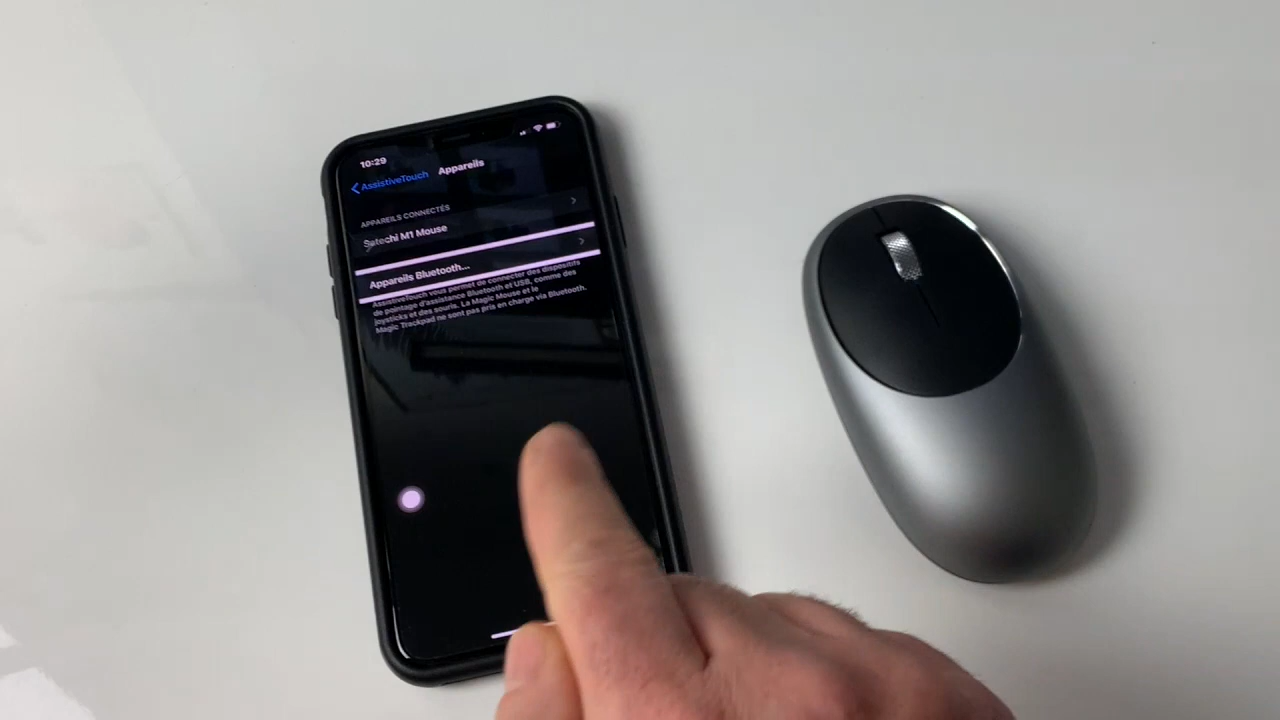 10:29
AssistiveTouch Appareils
APPAREILS CONNECTÉS
Satechi M1 Mouse
Appareils Bluetooth...
AssistiveTouch vous permet de connecter des dispositifs
de pointage d'assistance Bluetooth et USB, comme des
joysticks et des souris. La Magic Mouse et le
Magic Trackpad ne sont pas pris en charge via Bluetooth.